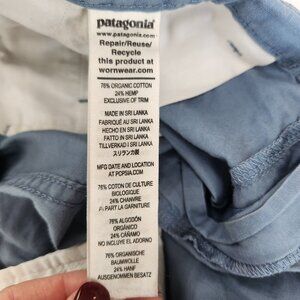 patagonia®
www.patagonia.com
Repair/Reuse/
Recycle
this product at
wornwear.com
76% ORGANIC COTTON
24% HEMP
EXCLUSIVE OF TRIM
MADE IN SRI LANKA
FABRIQUÉ AU SRI LANKA
HECHO EN SRI LANKA
FATTO IN SRI LANKA
TILLVERKAD I SRI LANKA
スリランカ製
MFG DATE AND LOCATION
AT POPSIA.COM
76% COTON DE CULTURE
BIOLOGIQUE
24% CHANVRE
À PART LA GARNITURE
76% ALGODÓN
ORGÁNICO
24% CÁÑAMO
NO INCLUYE EL ADORNO
76% ORGANISCHE
BAUMWOLLE
24% HANF
AUSGENOMMEN BESATZ